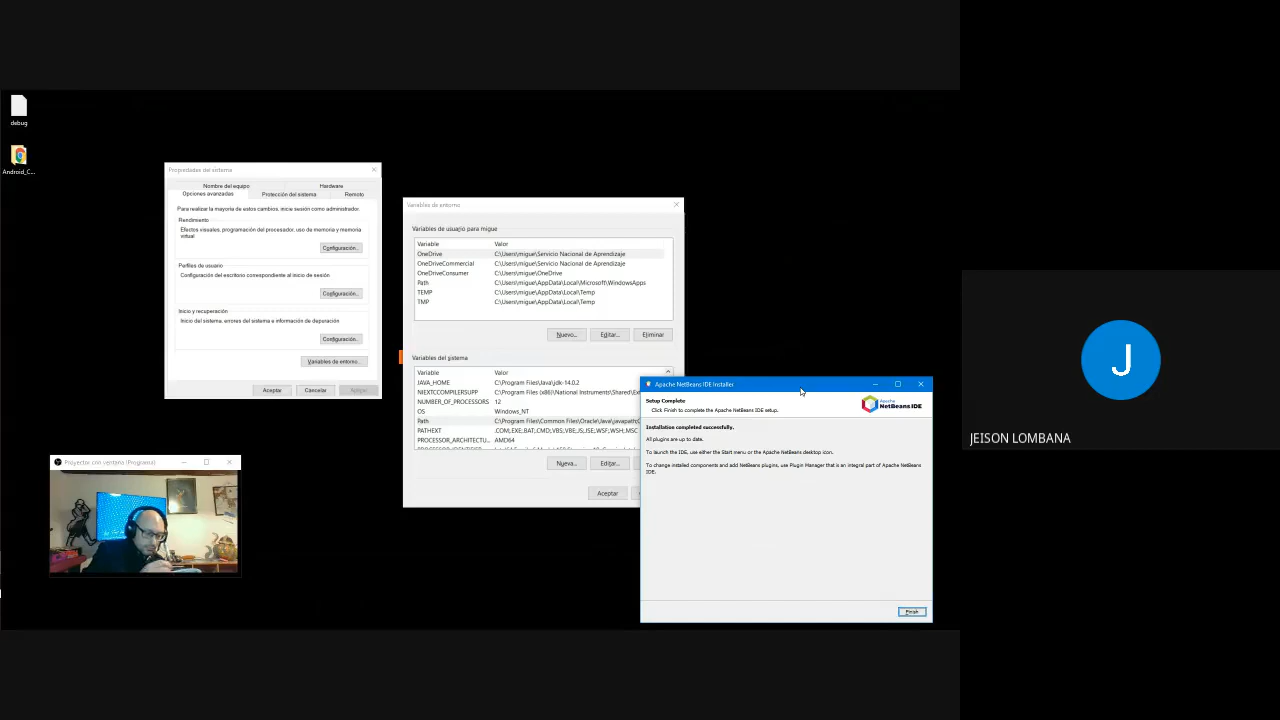 debug
Android_C...
Propiedades del sistema
Nombre del equipo
Hardware
Opciones avanzadas
Protección del sistema
Remoto
Para realizar la mayoría de estos cambios, inicie sesión como administrador.
Rendimiento
Efectos visuales, programación del procesador, uso de memoria y memoria
virtual
Configuración...
Perfiles de usuario
Configuración del escritorio correspondiente al inicio de sesión
Configuración...
Inicio y recuperación
Inicio del sistema, errores del sistema e información de depuración
Configuración...
Variables de entorno...
Aceptar
Cancelar
Aplicar
Variables de entorno
Variables de usuario para migue
Variable Valor
OneDrive C:\Users\migue\Servicio Nacional de Aprendizaje
OneDriveCommercial C:\Users\migue\Servicio Nacional de Aprendizaje
OneDriveConsumer C:\Users\migue\OneDrive
Path C:\Users\migue\AppData\Local\Microsoft\WindowsApps
TEMP C:\Users\migue\AppData\Local\Temp
TMP C:\Users\migue\AppData\Local\Temp
Nuevo...
Editar...
Eliminar
Variables del sistema
Variable Valor
JAVA_HOME C:\Program Files\Java\jdk-14.0.2
NIEXTCCOMPILERSUPP C:\Program Files (x86)\National Instruments\Shared\Ex
NUMBER_OF_PROCESSORS 12
OS Windows_NT
Path C:\Program Files\Common Files\Oracle\Java\javapath;C
PATHEXT .COM;.EXE;.BAT;.CMD;.VBS;.VBE;.JS;.JSE;.WSF;.WSH;.MSC
PROCESSOR_ARCHITECTU... AMD64
Nueva...
Editar...
Aceptar
Apache NetBeans IDE Installer
Setup Complete
Click Finish to complete the Apache NetBeans IDE setup.
Apache
NetBeans IDE
Installation completed successfully.
All plugins are up to date.
To launch the IDE, use either the Start menu or the Apache NetBeans desktop icon.
To change installed components and add NetBeans plugins, use Plugin Manager that is an integral part of Apache NetBeans
IDE.
Finish
Proyector con ventana (Programa)
J
JEISON LOMBANA